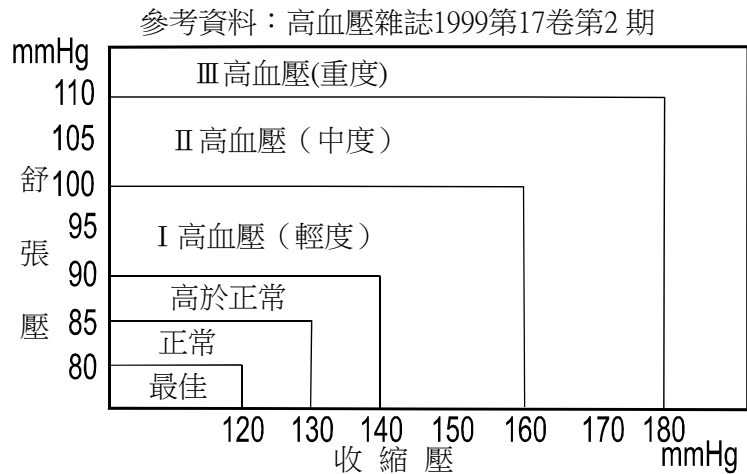 參考資料：高血壓雜誌1999第17卷第2 期
mmHg
Ⅲ高血壓(重度)
110
105
Ⅱ高血壓（中度）
舒張壓
100
95
Ⅰ高血壓（輕度）
90
高於正常
85
正常
80
最佳
120 130 140 150 160 170 180
收縮壓
mmHg